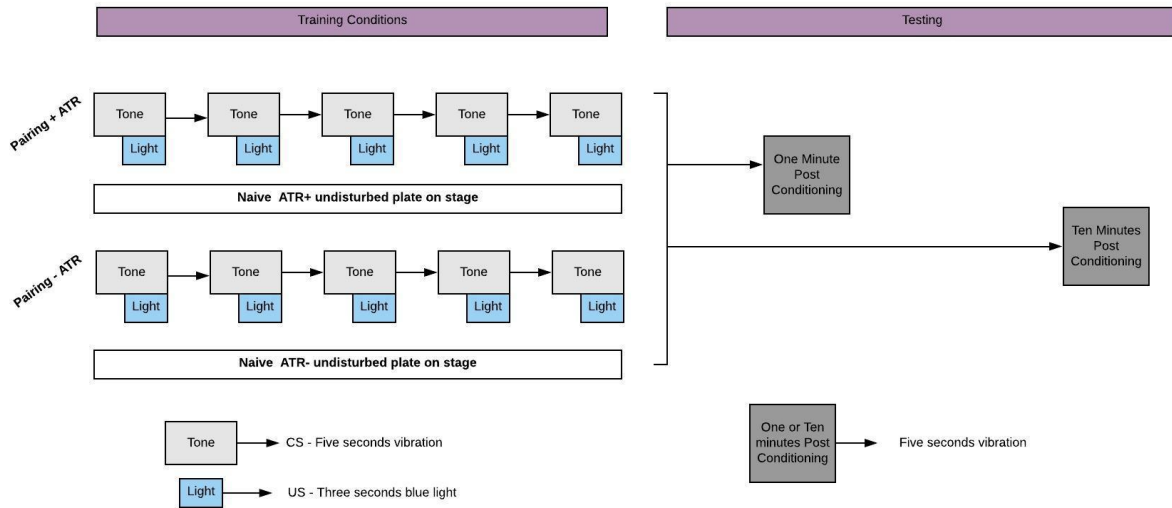 Training Conditions
Testing
Pairing + ATR
Tone
Tone
Tone
Tone
Tone
Light
Light
Light
Light
Light
Naive ATR+ undisturbed plate on stage
One Minute
Post
Conditioning
Ten Minutes
Post
Conditioning
Pairing - ATR
Tone
Tone
Tone
Tone
Tone
Light
Light
Light
Light
Light
Naive ATR- undisturbed plate on stage
Tone
CS - Five seconds vibration
Light
US - Three seconds blue light
One or Ten
minutes Post
Conditioning
Five seconds vibration